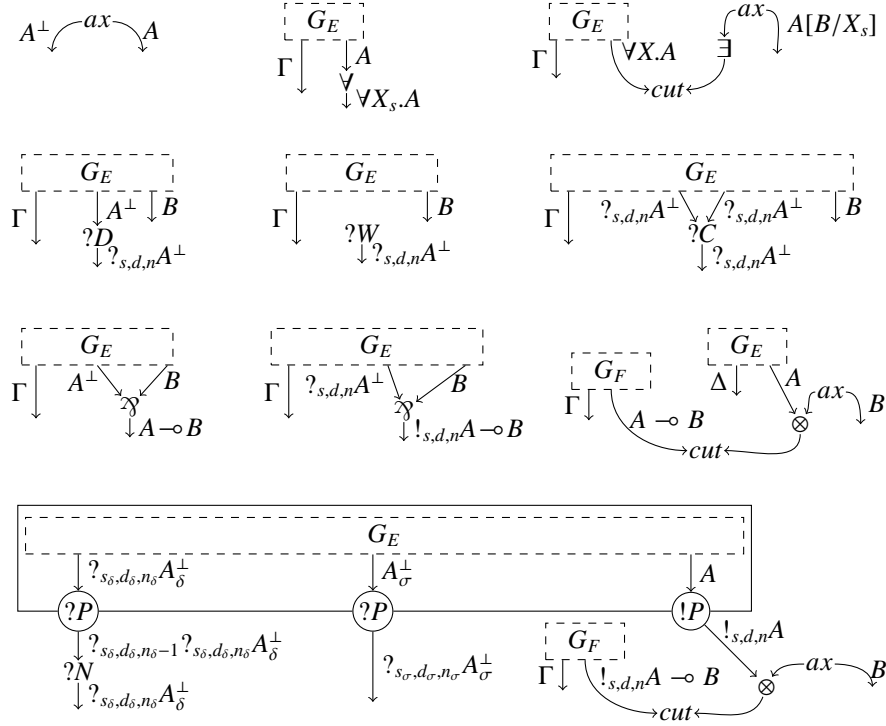 A⊥ ax A
G_E
Γ A
∀
∀X_s.A
G_E ax A[B/X_s]
Γ ∀X.A ∃
cut
G_E
Γ A⊥ B
?D
?_{s,d,n}A⊥
G_E
Γ B
?W
?_{s,d,n}A⊥
G_E
Γ ?_{s,d,n}A⊥ ?_{s,d,n}A⊥ B
?C
?_{s,d,n}A⊥
G_E
Γ A⊥ B
⅋
A ⊸ B
G_E
Γ ?_{s,d,n}A⊥ B
⅋
!_{s,d,n}A ⊸ B
G_F G_E
Γ Δ A ax B
A ⊸ B ⊗
cut
G_E
?_{s_δ,d_δ,n_δ}A_δ^⊥ A_σ^⊥ A
?P ?P !P
?_{s_δ,d_δ,n_δ−1}?_{s_δ,d_δ,n_δ}A_δ^⊥ ?_{s_σ,d_σ,n_σ}A_σ^⊥ G_F !_{s,d,n}A
?N Γ !_{s,d,n}A ⊸ B ⊗ ax B
?_{s_δ,d_δ,n_δ}A_δ^⊥ cut